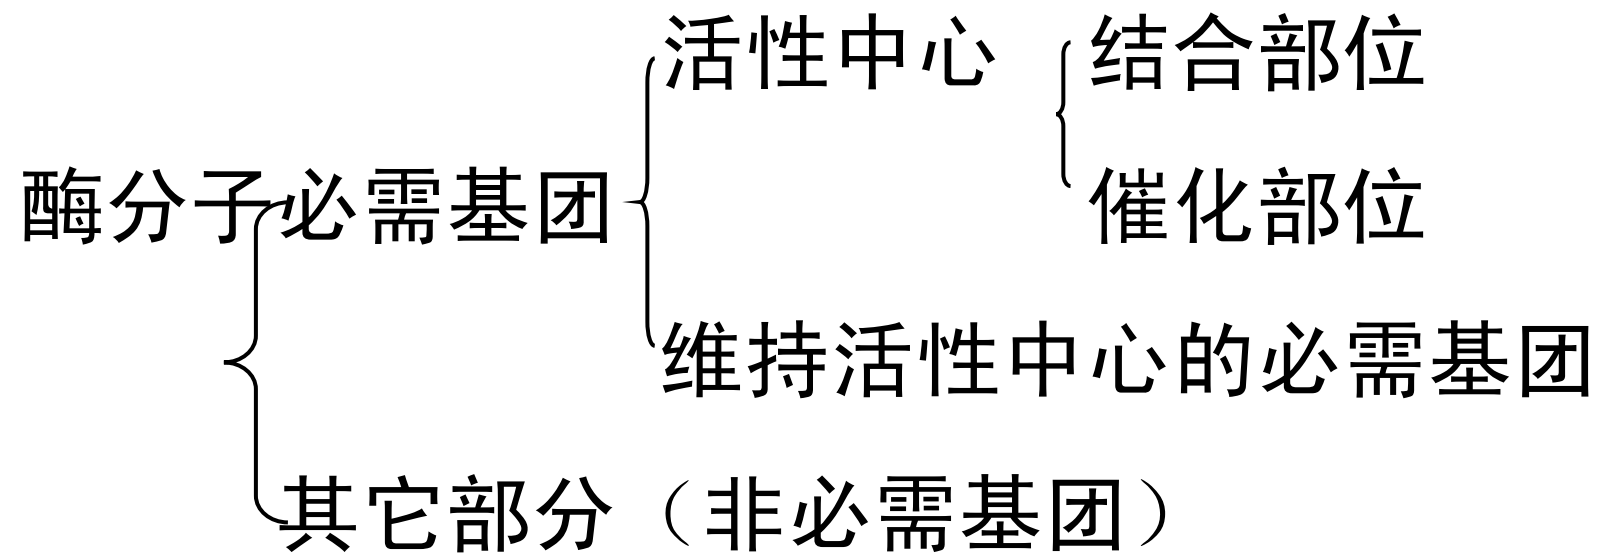 活性中心 结合部位
酶分子必需基团 催化部位
维持活性中心的必需基团
其它部分（非必需基团）